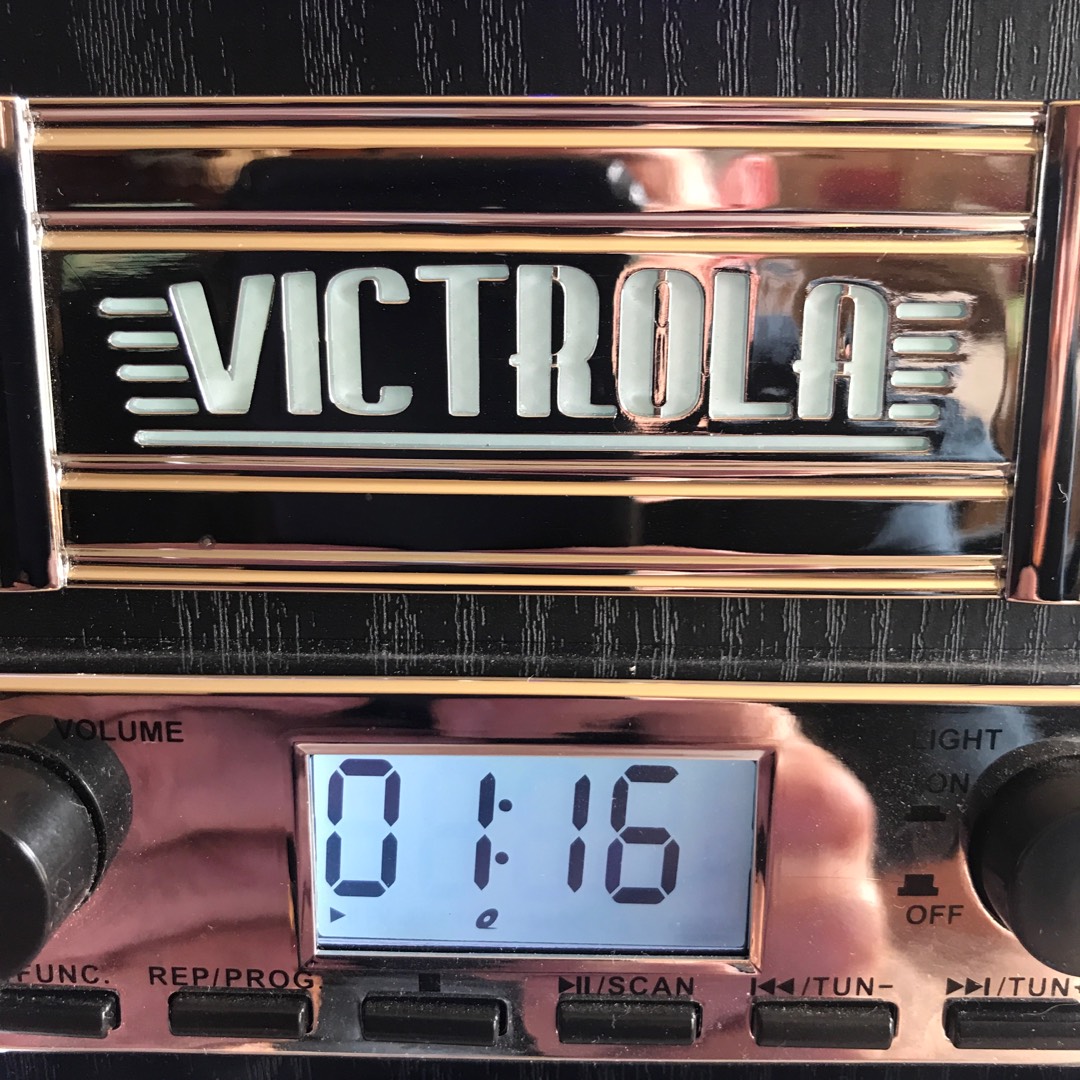 VICTROLA
VOLUME
LIGHT
ON
01:16
OFF
FUNC. REP/PROG. ■ ▶II/SCAN I◀◀/TUN− ▶▶I/TUN+